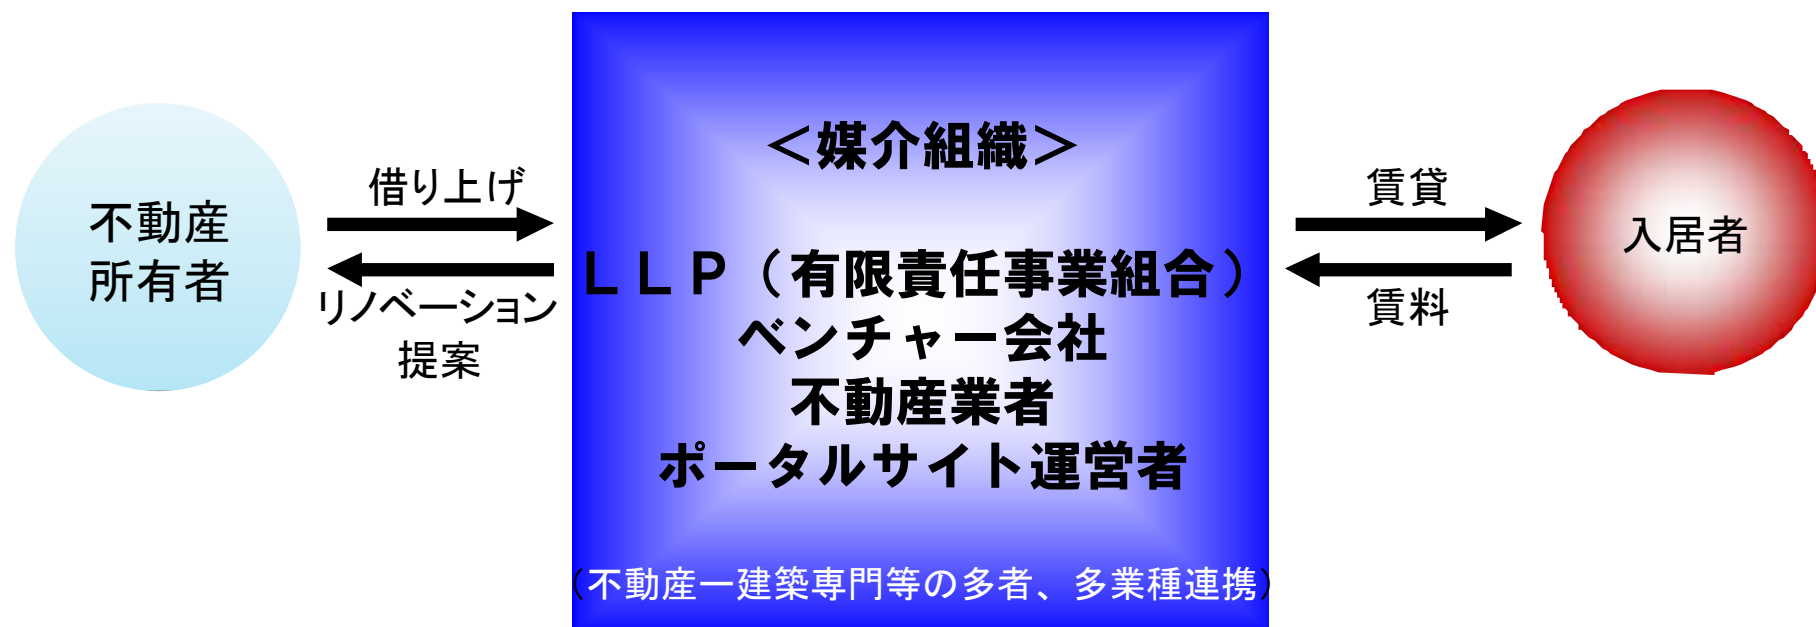 不動産
所有者
借り上げ
リノベーション
提案
＜媒介組織＞
ＬＬＰ（有限責任事業組合）
ベンチャー会社
不動産業者
ポータルサイト運営者
（不動産ー建築専門等の多者、多業種連携）
賃貸
賃料
入居者